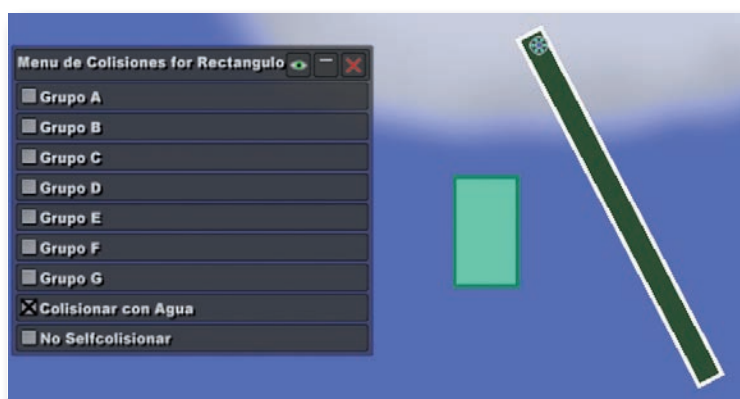 Menu de Colisiones for Rectangulo
Grupo A
Grupo B
Grupo C
Grupo D
Grupo E
Grupo F
Grupo G
Colisionar con Agua
No Selfcolisionar